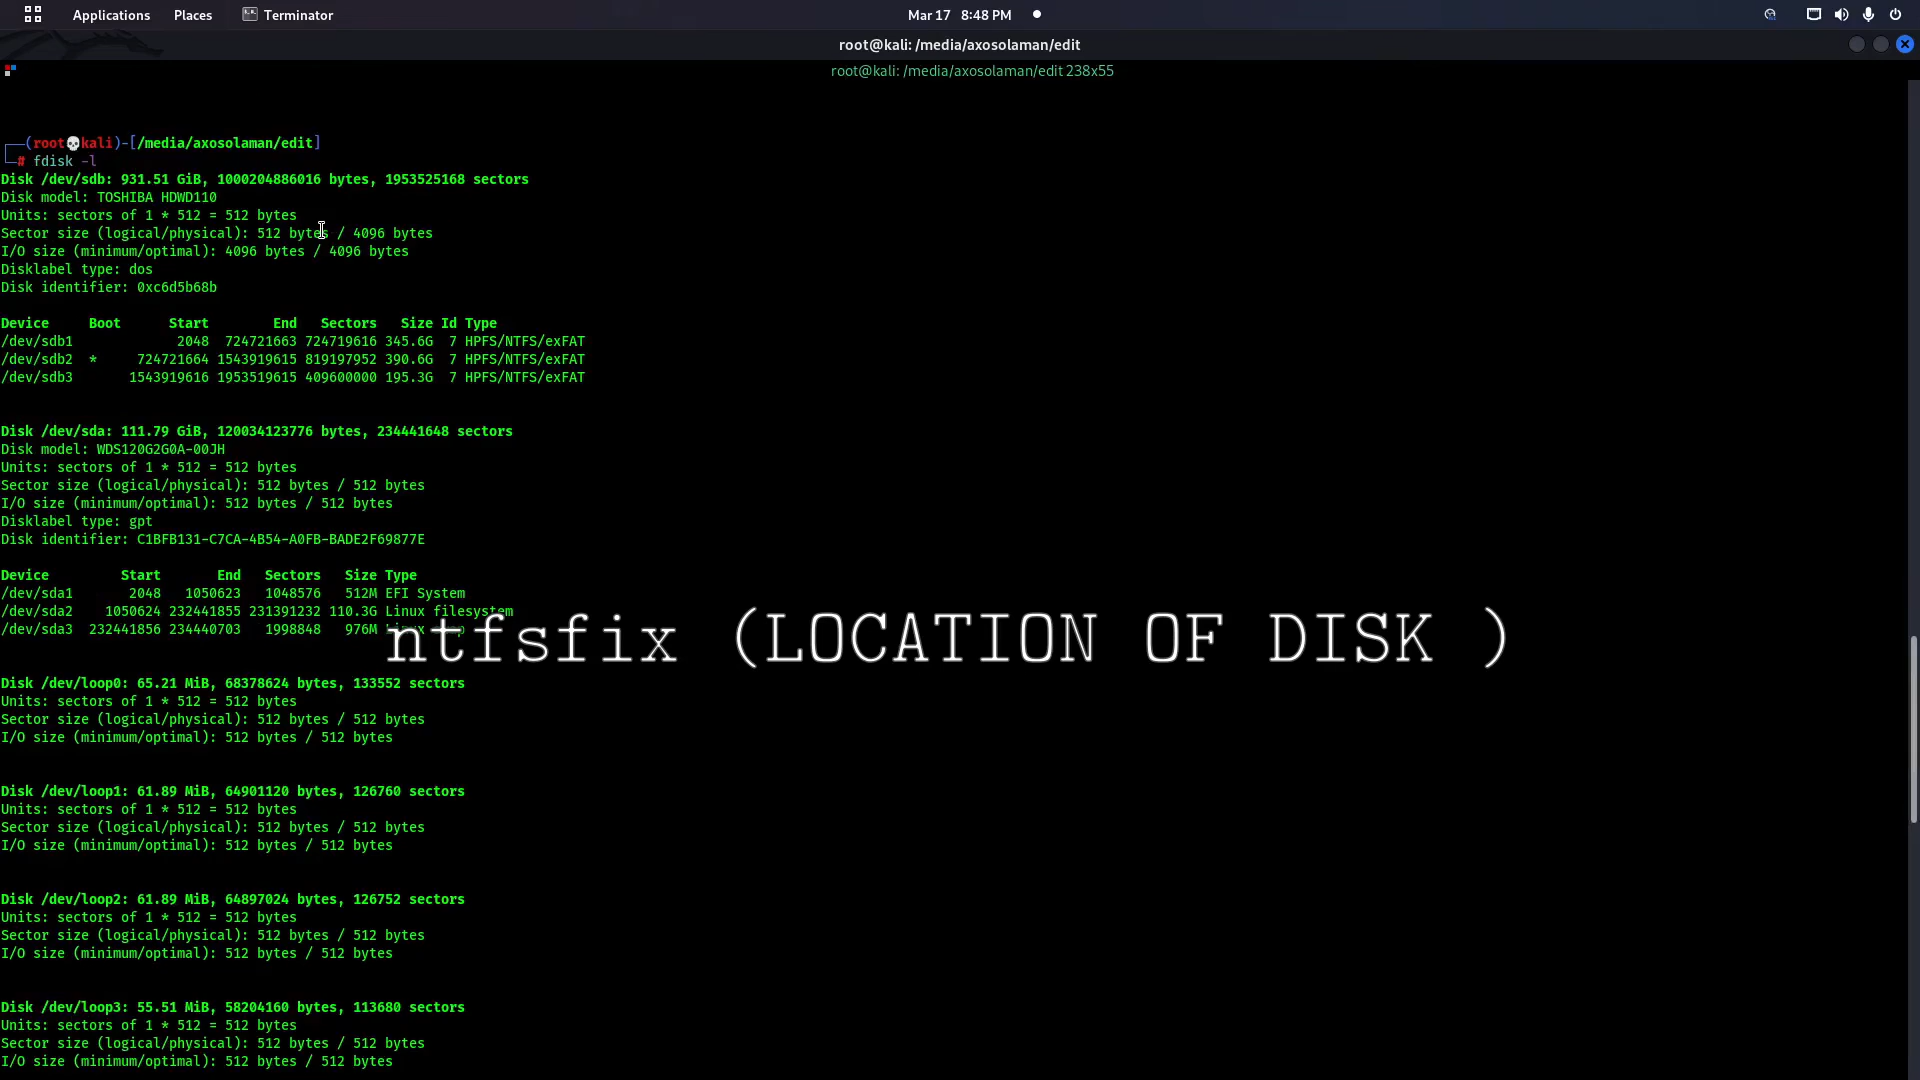 Applications Places Terminator Mar 17 8:48 PM
root@kali: /media/axosolaman/edit
root@kali: /media/axosolaman/edit 238x55
(root💀kali)-[/media/axosolaman/edit]
# fdisk -l
Disk /dev/sdb: 931.51 GiB, 1000204886016 bytes, 1953525168 sectors
Disk model: TOSHIBA HDWD110
Units: sectors of 1 * 512 = 512 bytes
Sector size (logical/physical): 512 bytes / 4096 bytes
I/O size (minimum/optimal): 4096 bytes / 4096 bytes
Disklabel type: dos
Disk identifier: 0xc6d5b68b
Device Boot Start End Sectors Size Id Type
/dev/sdb1 2048 724721663 724719616 345.6G 7 HPFS/NTFS/exFAT
/dev/sdb2 * 724721664 1543919615 819197952 390.6G 7 HPFS/NTFS/exFAT
/dev/sdb3 1543919616 1953519615 409600000 195.3G 7 HPFS/NTFS/exFAT
Disk /dev/sda: 111.79 GiB, 120034123776 bytes, 234441648 sectors
Disk model: WDS120G2G0A-00JH
Units: sectors of 1 * 512 = 512 bytes
Sector size (logical/physical): 512 bytes / 512 bytes
I/O size (minimum/optimal): 512 bytes / 512 bytes
Disklabel type: gpt
Disk identifier: C1BFB131-C7CA-4B54-A0FB-BADE2F69877E
Device Start End Sectors Size Type
/dev/sda1 2048 1050623 1048576 512M EFI System
/dev/sda2 1050624 232441855 231391232 110.3G Linux filesystem
/dev/sda3 232441856 234440703 1998848 976M
ntfsfix (LOCATION OF DISK )
Disk /dev/loop0: 65.21 MiB, 68378624 bytes, 133552 sectors
Units: sectors of 1 * 512 = 512 bytes
Sector size (logical/physical): 512 bytes / 512 bytes
I/O size (minimum/optimal): 512 bytes / 512 bytes
Disk /dev/loop1: 61.89 MiB, 64901120 bytes, 126760 sectors
Units: sectors of 1 * 512 = 512 bytes
Sector size (logical/physical): 512 bytes / 512 bytes
I/O size (minimum/optimal): 512 bytes / 512 bytes
Disk /dev/loop2: 61.89 MiB, 64897024 bytes, 126752 sectors
Units: sectors of 1 * 512 = 512 bytes
Sector size (logical/physical): 512 bytes / 512 bytes
I/O size (minimum/optimal): 512 bytes / 512 bytes
Disk /dev/loop3: 55.51 MiB, 58204160 bytes, 113680 sectors
Units: sectors of 1 * 512 = 512 bytes
Sector size (logical/physical): 512 bytes / 512 bytes
I/O size (minimum/optimal): 512 bytes / 512 bytes